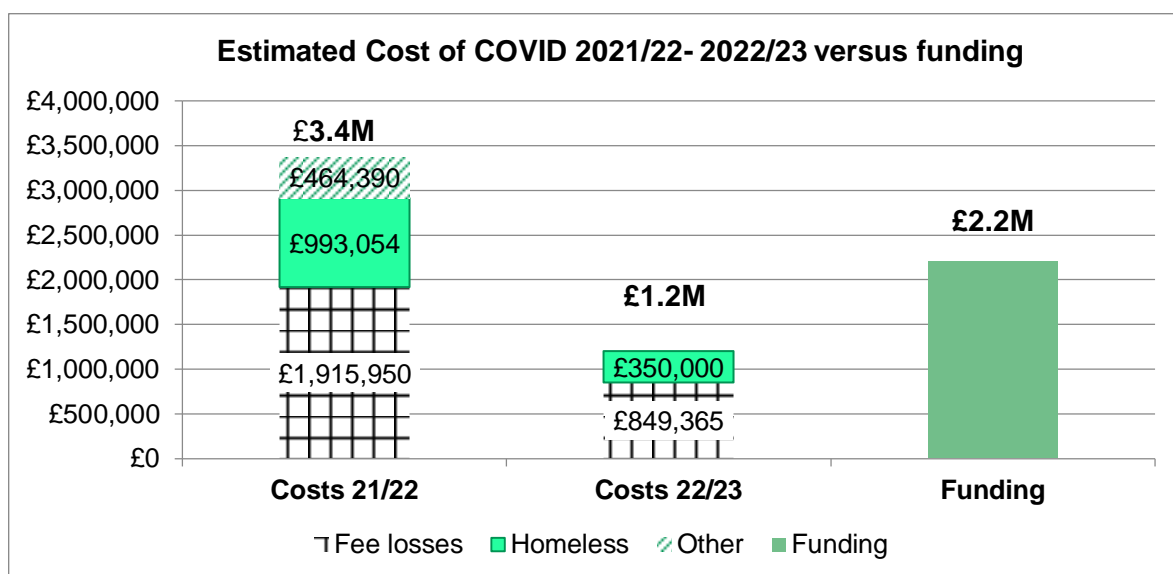 Estimated Cost of COVID 2021/22- 2022/23 versus funding
£4,000,000
£3,500,000
£3,000,000
£2,500,000
£2,000,000
£1,500,000
£1,000,000
£500,000
£0
£3.4M
£464,390
£993,054
£1,915,950
£1.2M
£350,000
£849,365
£2.2M
Costs 21/22 Costs 22/23 Funding
Fee losses Homeless Other Funding